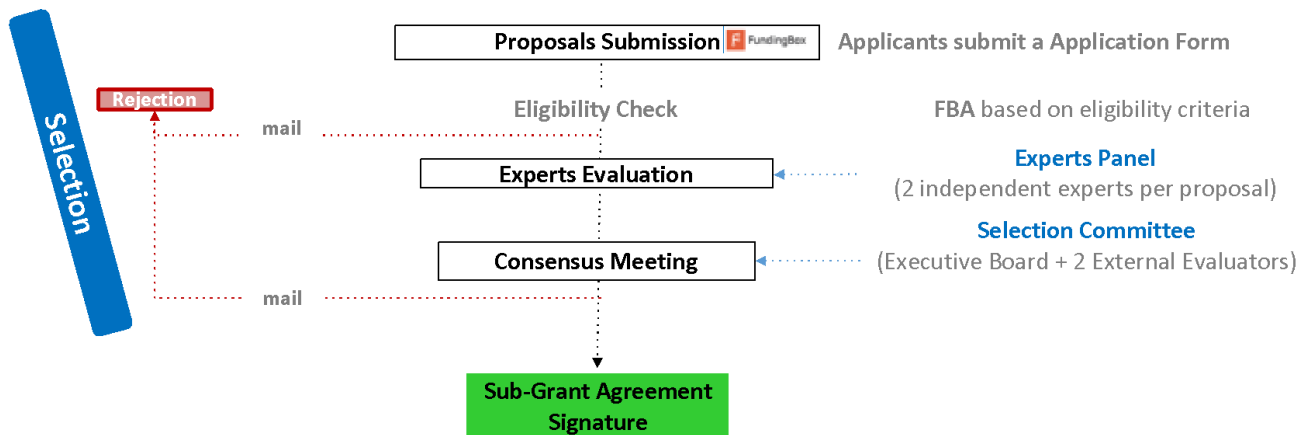 Selection
Proposals Submission FundingBox
Applicants submit a Application Form
Rejection
mail
Eligibility Check
FBA based on eligibility criteria
Experts Evaluation
Experts Panel
(2 independent experts per proposal)
Consensus Meeting
Selection Committee
(Executive Board + 2 External Evaluators)
mail
Sub-Grant Agreement
Signature